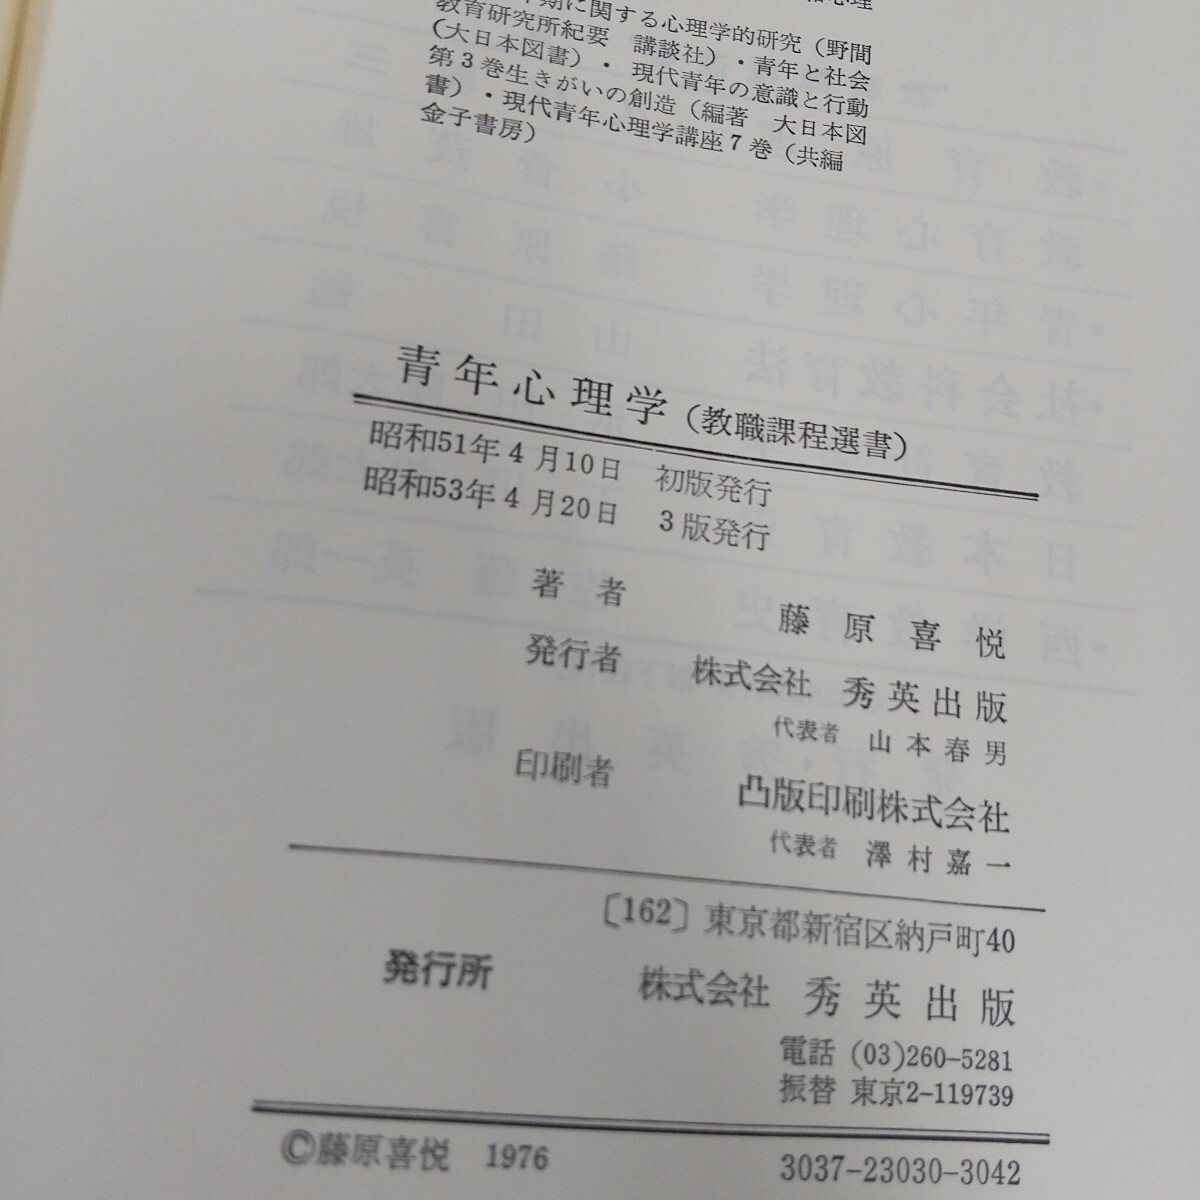 期に関する心理学的研究（野間
教育研究所紀要　講談社）・青年と社会
（大日本図書）・ 現代青年の意識と行動
第3巻生きがいの創造（編著　大日本図
書）・現代青年心理学講座7巻（共編
金子書房）
青年心理学（教職課程選書）
昭和51年4月10日　初版発行
昭和53年4月20日　3版発行
著者　藤原喜悦
発行者　株式会社　秀英出版
代表者　山本春男
印刷者　凸版印刷株式会社
代表者　澤村嘉一
〔162〕東京都新宿区納戸町40
発行所　株式会社　秀英出版
電話 (03)260-5281
振替 東京2-119739
©藤原喜悦　1976　3037-23030-3042